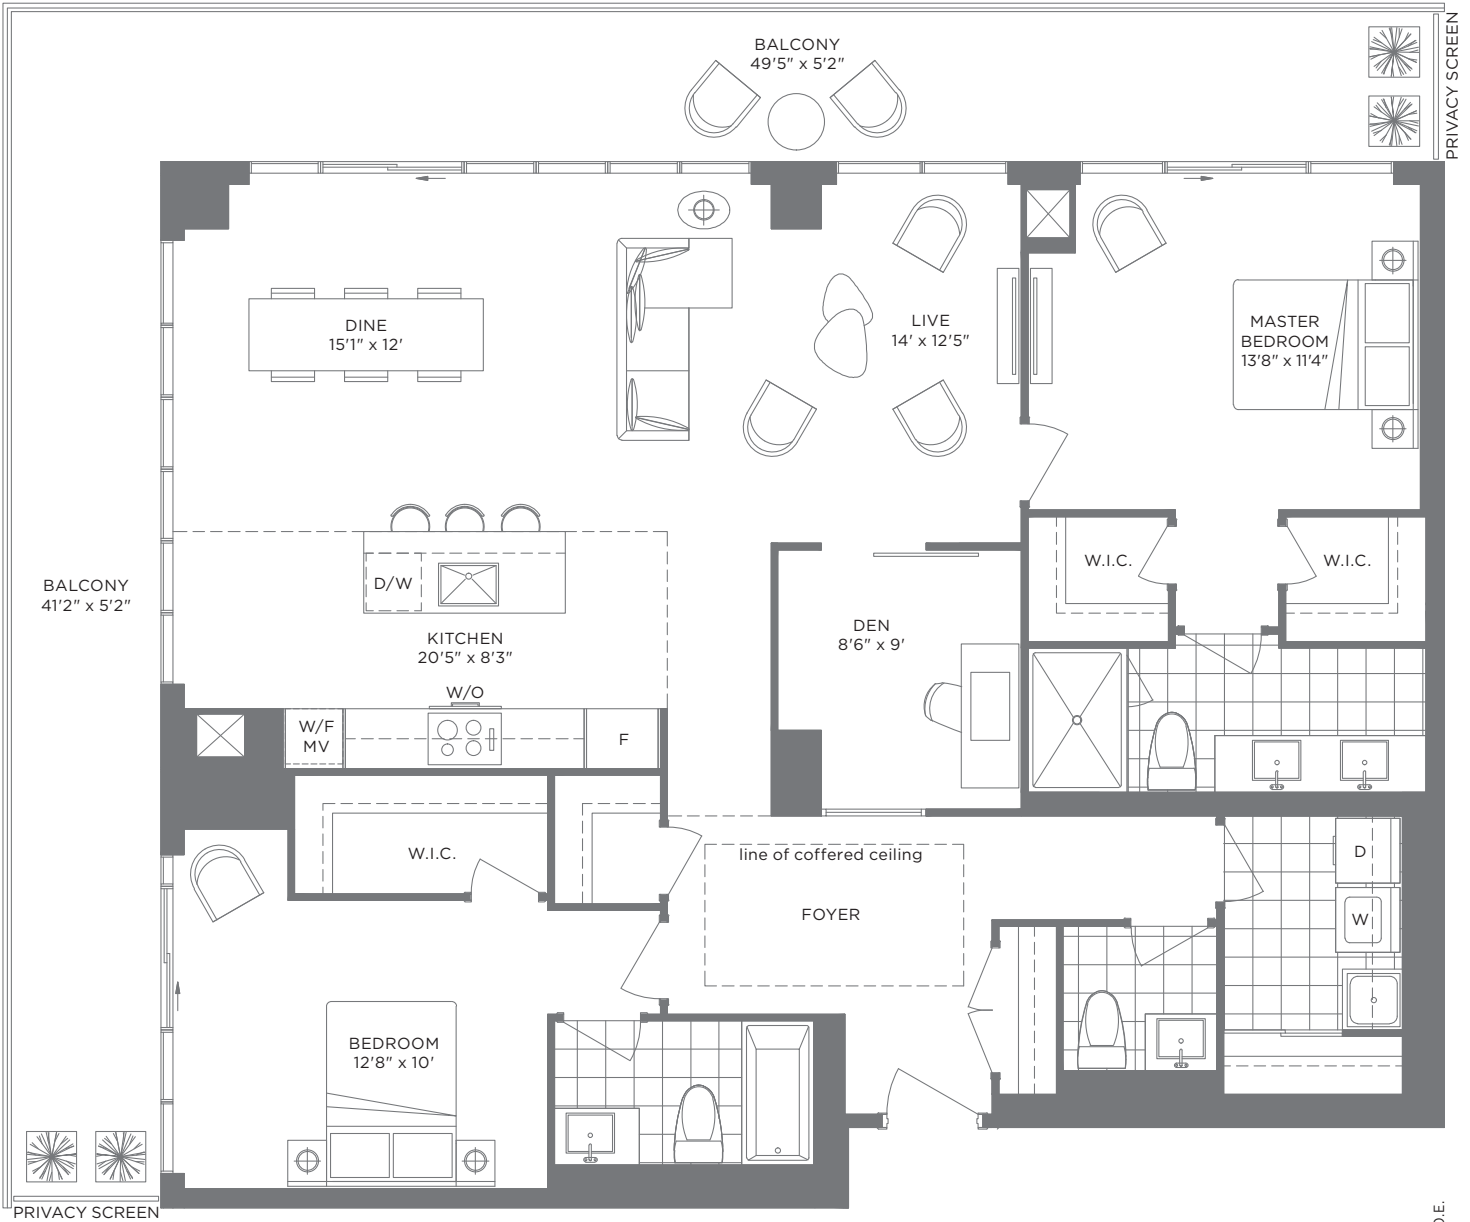 BALCONY
49'5" x 5'2"
PRIVACY SCREEN
DINE
15'1" x 12'
LIVE
14' x 12'5"
MASTER
BEDROOM
13'8" x 11'4"
BALCONY
41'2" x 5'2"
D/W
KITCHEN
20'5" x 8'3"
W/O
W/F
MV
F
DEN
8'6" x 9'
W.I.C.
W.I.C.
W.I.C.
line of coffered ceiling
FOYER
D
W
BEDROOM
12'8" x 10'
PRIVACY SCREEN